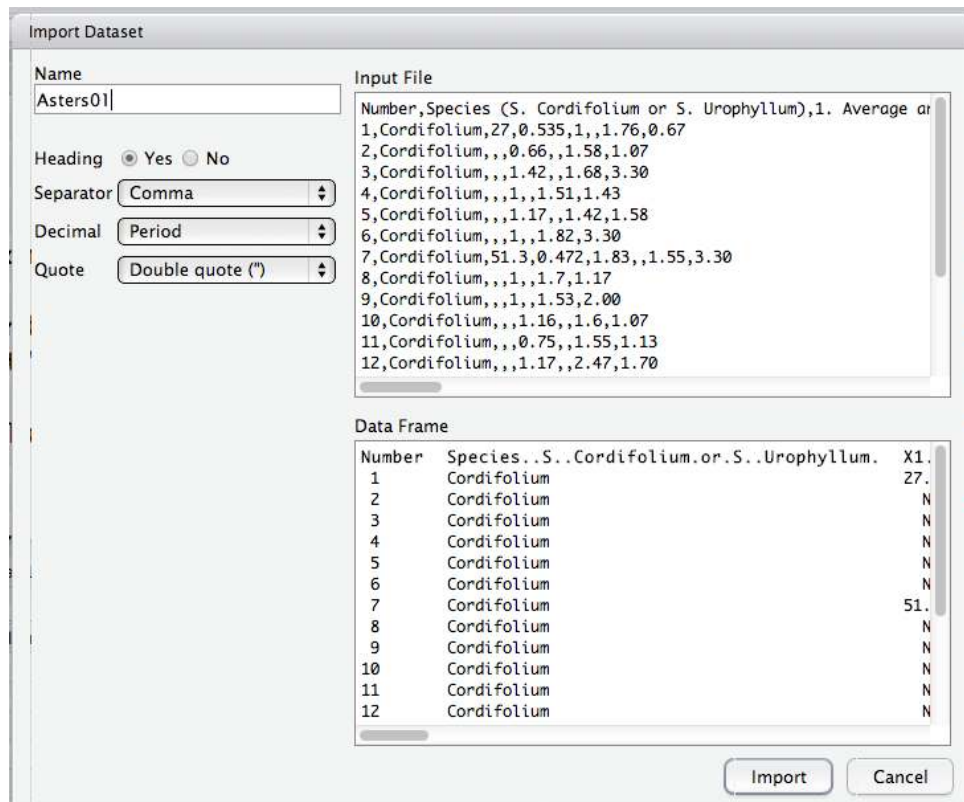 Import Dataset
Name
Asters01
Heading Yes No
Separator Comma
Decimal Period
Quote Double quote (")
Input File
Number,Species (S. Cordifolium or S. Urophyllum),1. Average ar
1,Cordifolium,27,0.535,1,,1.76,0.67
2,Cordifolium,,,0.66,,1.58,1.07
3,Cordifolium,,,1.42,,1.68,3.30
4,Cordifolium,,,1,,1.51,1.43
5,Cordifolium,,,1.17,,1.42,1.58
6,Cordifolium,,,1,,1.82,3.30
7,Cordifolium,51.3,0.472,1.83,,1.55,3.30
8,Cordifolium,,,1,,1.7,1.17
9,Cordifolium,,,1,,1.53,2.00
10,Cordifolium,,,1.16,,1.6,1.07
11,Cordifolium,,,0.75,,1.55,1.13
12,Cordifolium,,,1.17,,2.47,1.70
Data Frame
Number Species..S..Cordifolium.or.S..Urophyllum. X1.
1 Cordifolium 27.
2 Cordifolium N
3 Cordifolium N
4 Cordifolium N
5 Cordifolium N
6 Cordifolium N
7 Cordifolium 51.
8 Cordifolium N
9 Cordifolium N
10 Cordifolium N
11 Cordifolium N
12 Cordifolium N
Import Cancel